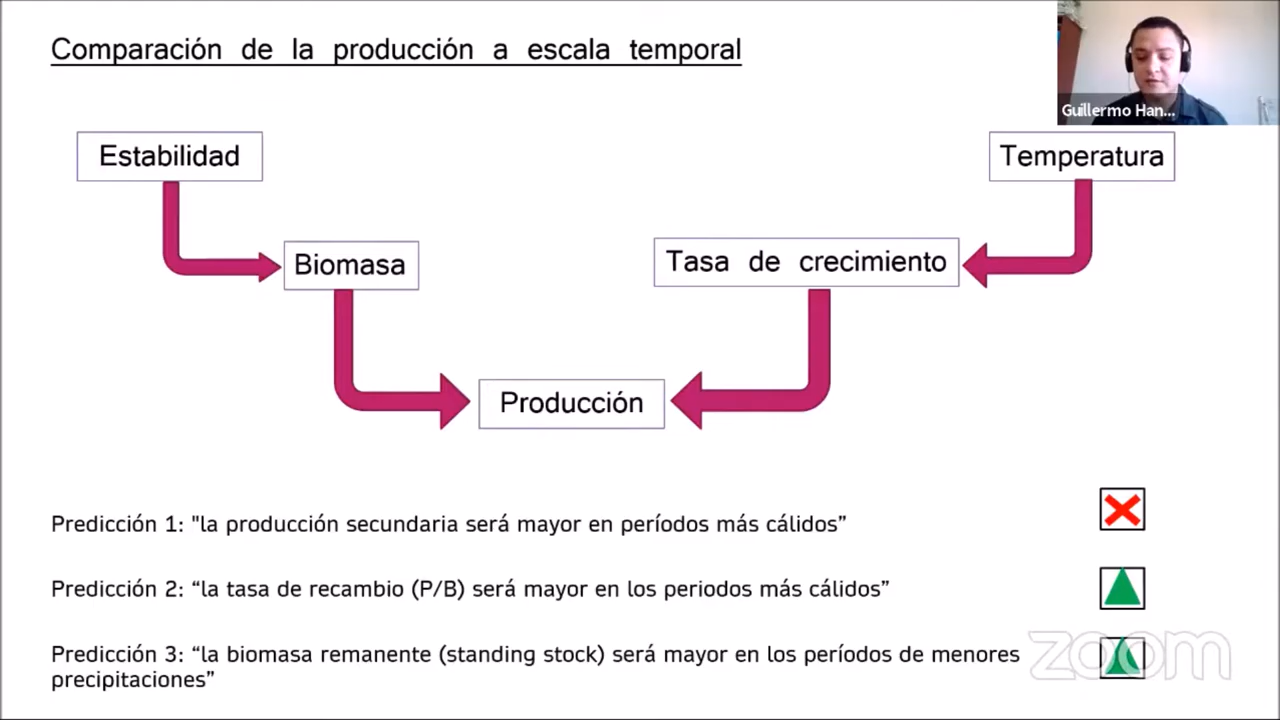 Comparación de la producción a escala temporal
Guillermo Han...
Estabilidad
Temperatura
Biomasa
Tasa de crecimiento
Producción
Predicción 1: "la producción secundaria será mayor en períodos más cálidos”
Predicción 2: “la tasa de recambio (P/B) será mayor en los periodos más cálidos”
Predicción 3: “la biomasa remanente (standing stock) será mayor en los períodos de menores
precipitaciones”
zoom